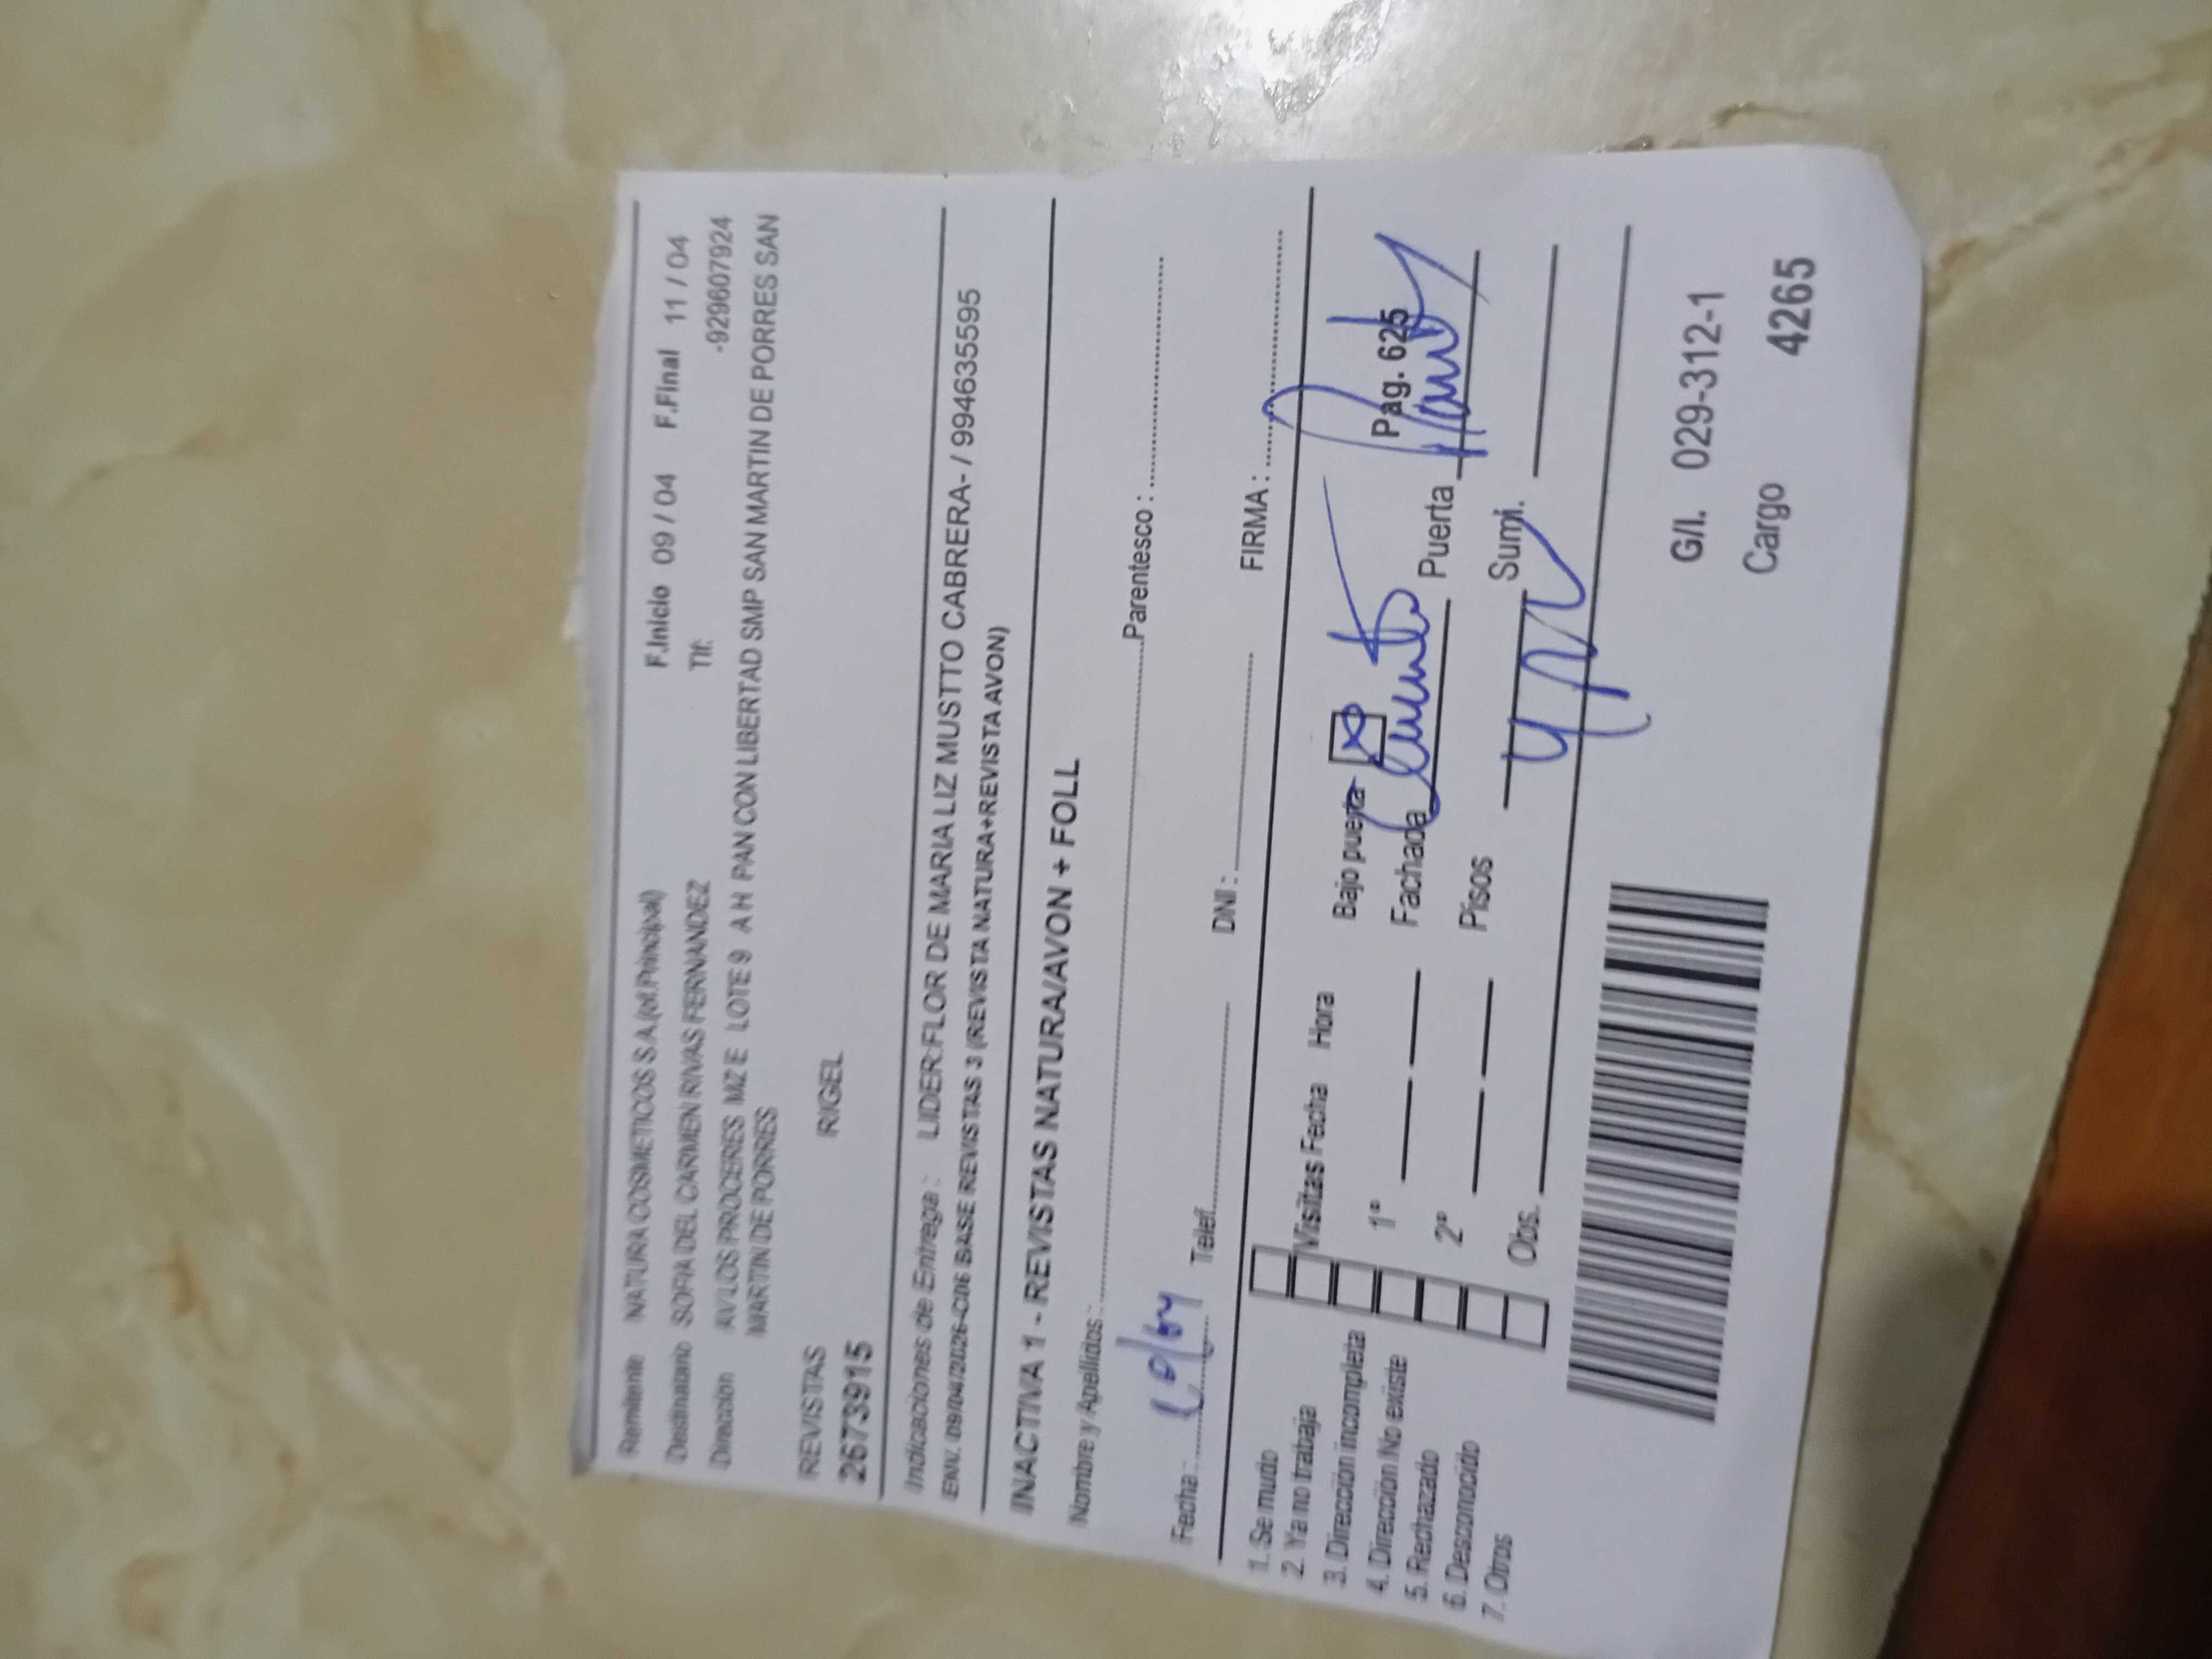 F.Inicio 09 / 04 F.Final 11 / 04
Remitente NATURA COSMETICOS S.A.(of.Principal)
Tlf: -929607924
Destinatario SOFIA DEL CARMEN RIVAS FERNANDEZ
Dirección AV LOS PROCERES MZ E LOTE 9 A H PAN CON LIBERTAD SMP SAN MARTIN DE PORRES SAN
MARTIN DE PORRES
REVISTAS RIGEL
2673915
Indicaciones de Entrega : LIDER:FLOR DE MARIA LIZ MUSTTO CABRERA- / 994635595
ENV. 09/04/2026-C06 BASE REVISTAS 3 (REVISTA NATURA+REVISTA AVON)
INACTIVA 1 - REVISTAS NATURA/AVON + FOLL
Nombre y Apellidos: Parentesco :
Fecha : Telef. DNI : FIRMA :
1. Se mudo Visitas Fecha Hora Bajo puerta Pag. 625
2. Ya no trabaja
3. Dirección incompleta 1° Fachada Puerta
4. Dirección No existe
5. Rechazado 2° Pisos Sumi.
6. Desconocido
7. Otros Obs.
G/I. 029-312-1
Cargo 4265